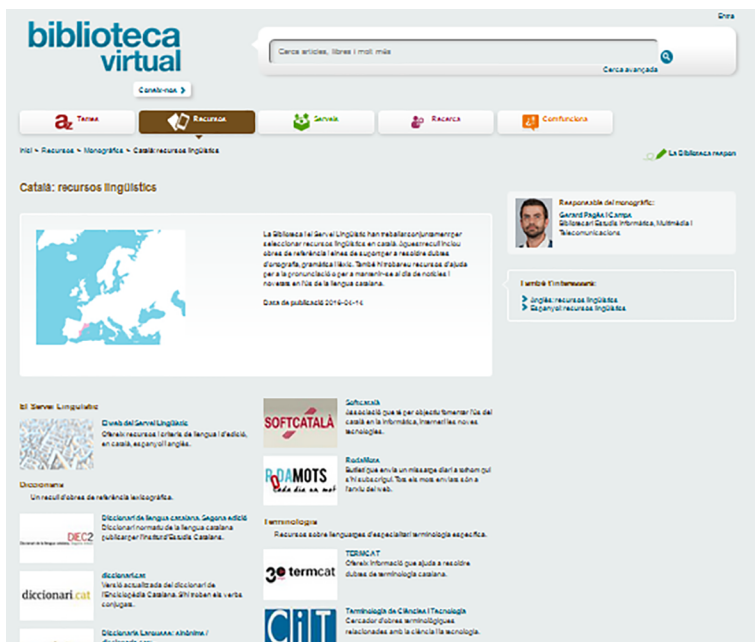 Entra
biblioteca
virtual
Cerca articles, llibres i molt més
Cerca avançada
Coneix-nos
Temes
Recursos
Serveis
Recerca
Com funciona
Inici > Recursos > Monogràfics > Català: recursos lingüístics
La Biblioteca respon
Català: recursos lingüístics
La Biblioteca i el Servei Lingüístic han treballat conjuntament per
seleccionar recursos lingüístics en català. Aquest recull inclou
obres de referència i eines de suport per a resoldre dubtes
d'ortografia, gramàtica i lèxic. També hi trobareu recursos d'ajuda
per a la pronunciació o per a mantenir-se al dia de notícies i
novetats en l'ús de la llengua catalana.
Data de publicació 2016-04-14
Responsable del monogràfic:
Gerard Pagès i Camps
Bibliotecari Estudis Informàtica, Multimèdia i
Telecomunicacions
També t'interessarà:
Anglès: recursos lingüístics
Espanyol: recursos lingüístics
El Servei Lingüístic
El web del Servei Lingüístic
Ofereix recursos i criteris de llengua i d'edició,
en català, espanyol i anglès.
Diccionaris
Un recull d'obres de referència lexicogràfica.
DIEC2
Diccionari de llengua catalana. Segona edició
Diccionari normatiu de la llengua catalana
publicat per l'Institut d'Estudis Catalans.
diccionari.cat
diccionari.cat
Versió actualitzada del diccionari de
l'Enciclopèdia Catalana. S'hi troben els verbs
conjugats.
SOFTCATALÀ
Softcatalà
Associació que té per objectiu fomentar l'ús del
català en la informàtica, Internet i les noves
tecnologies.
RODAMOTS
Cada dia un mot
RodaMots
Butlletí que envia un missatge diari a tothom qui
s'hi subscrigui. Tots els mots enviats són a
l'arxiu del web.
Terminologia
Recursos sobre llenguatges d'especialitat i terminologia específica.
termcat
TERMCAT
Ofereix informació que ajuda a resoldre
dubtes de terminologia catalana.
CiT
Terminologia de Ciències i Tecnologia
Cercador d'obres terminològiques
relacionades amb la ciència i la tecnologia.